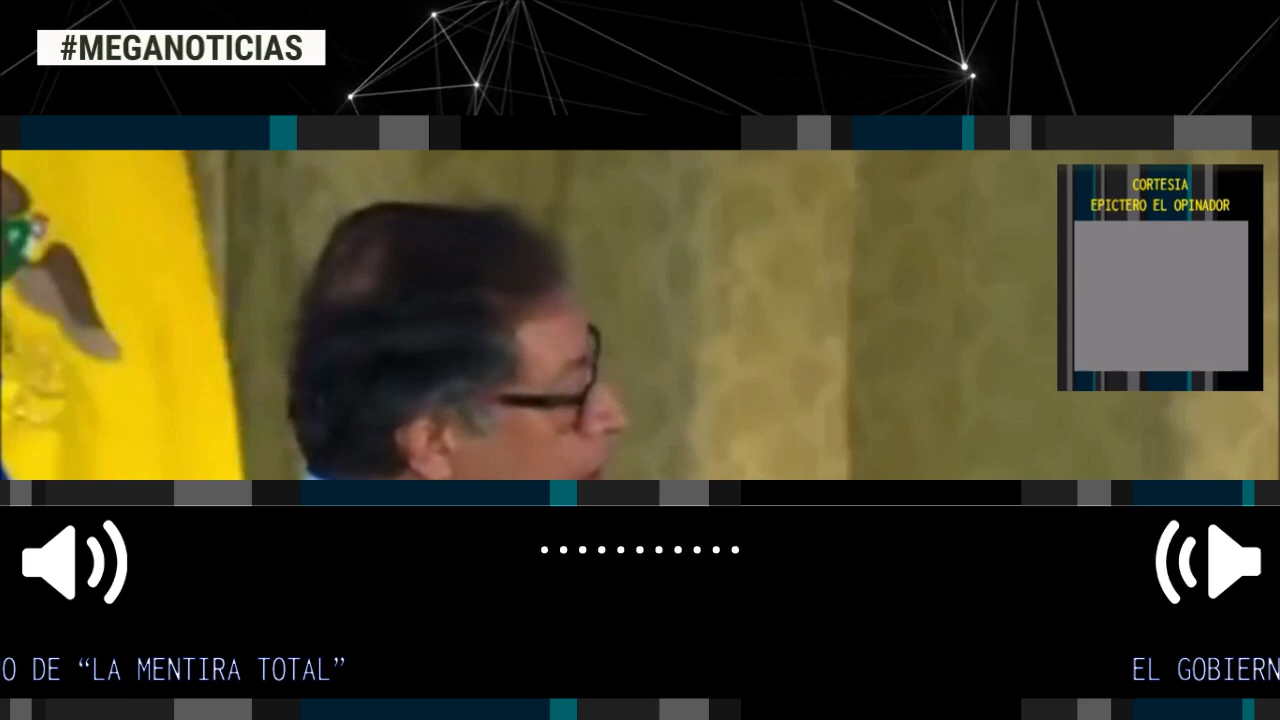 #MEGANOTICIAS
CORTESIA
EPICTERO EL OPINADOR
O DE “LA MENTIRA TOTAL”
EL GOBIERN